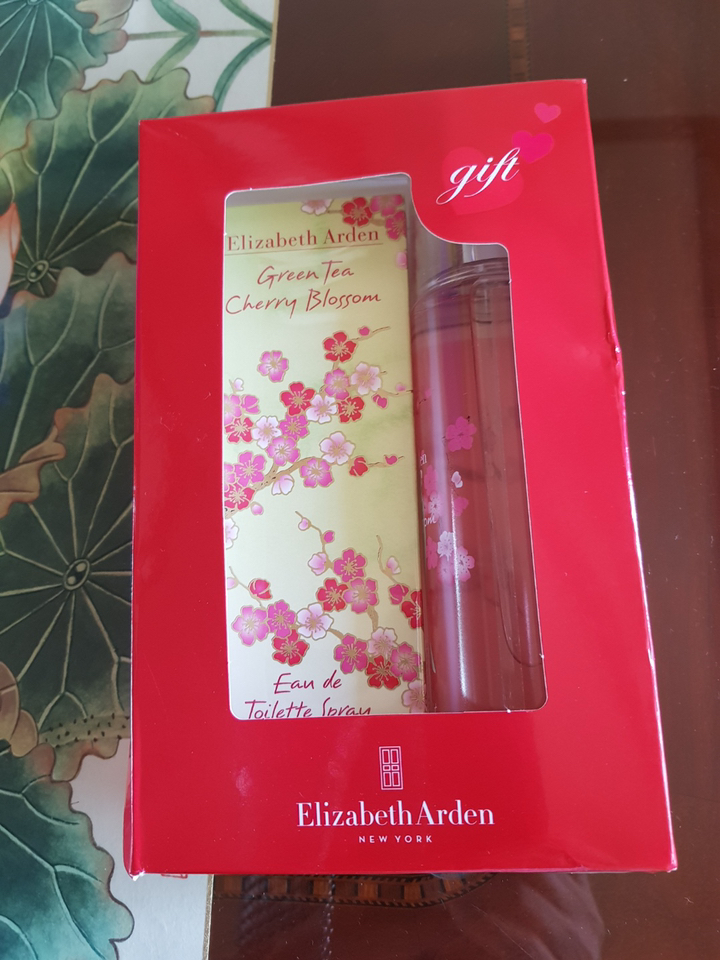 gift
Elizabeth Arden
Green Tea
Cherry Blossom
Eau de
Toilette Spray
Elizabeth Arden
NEW YORK